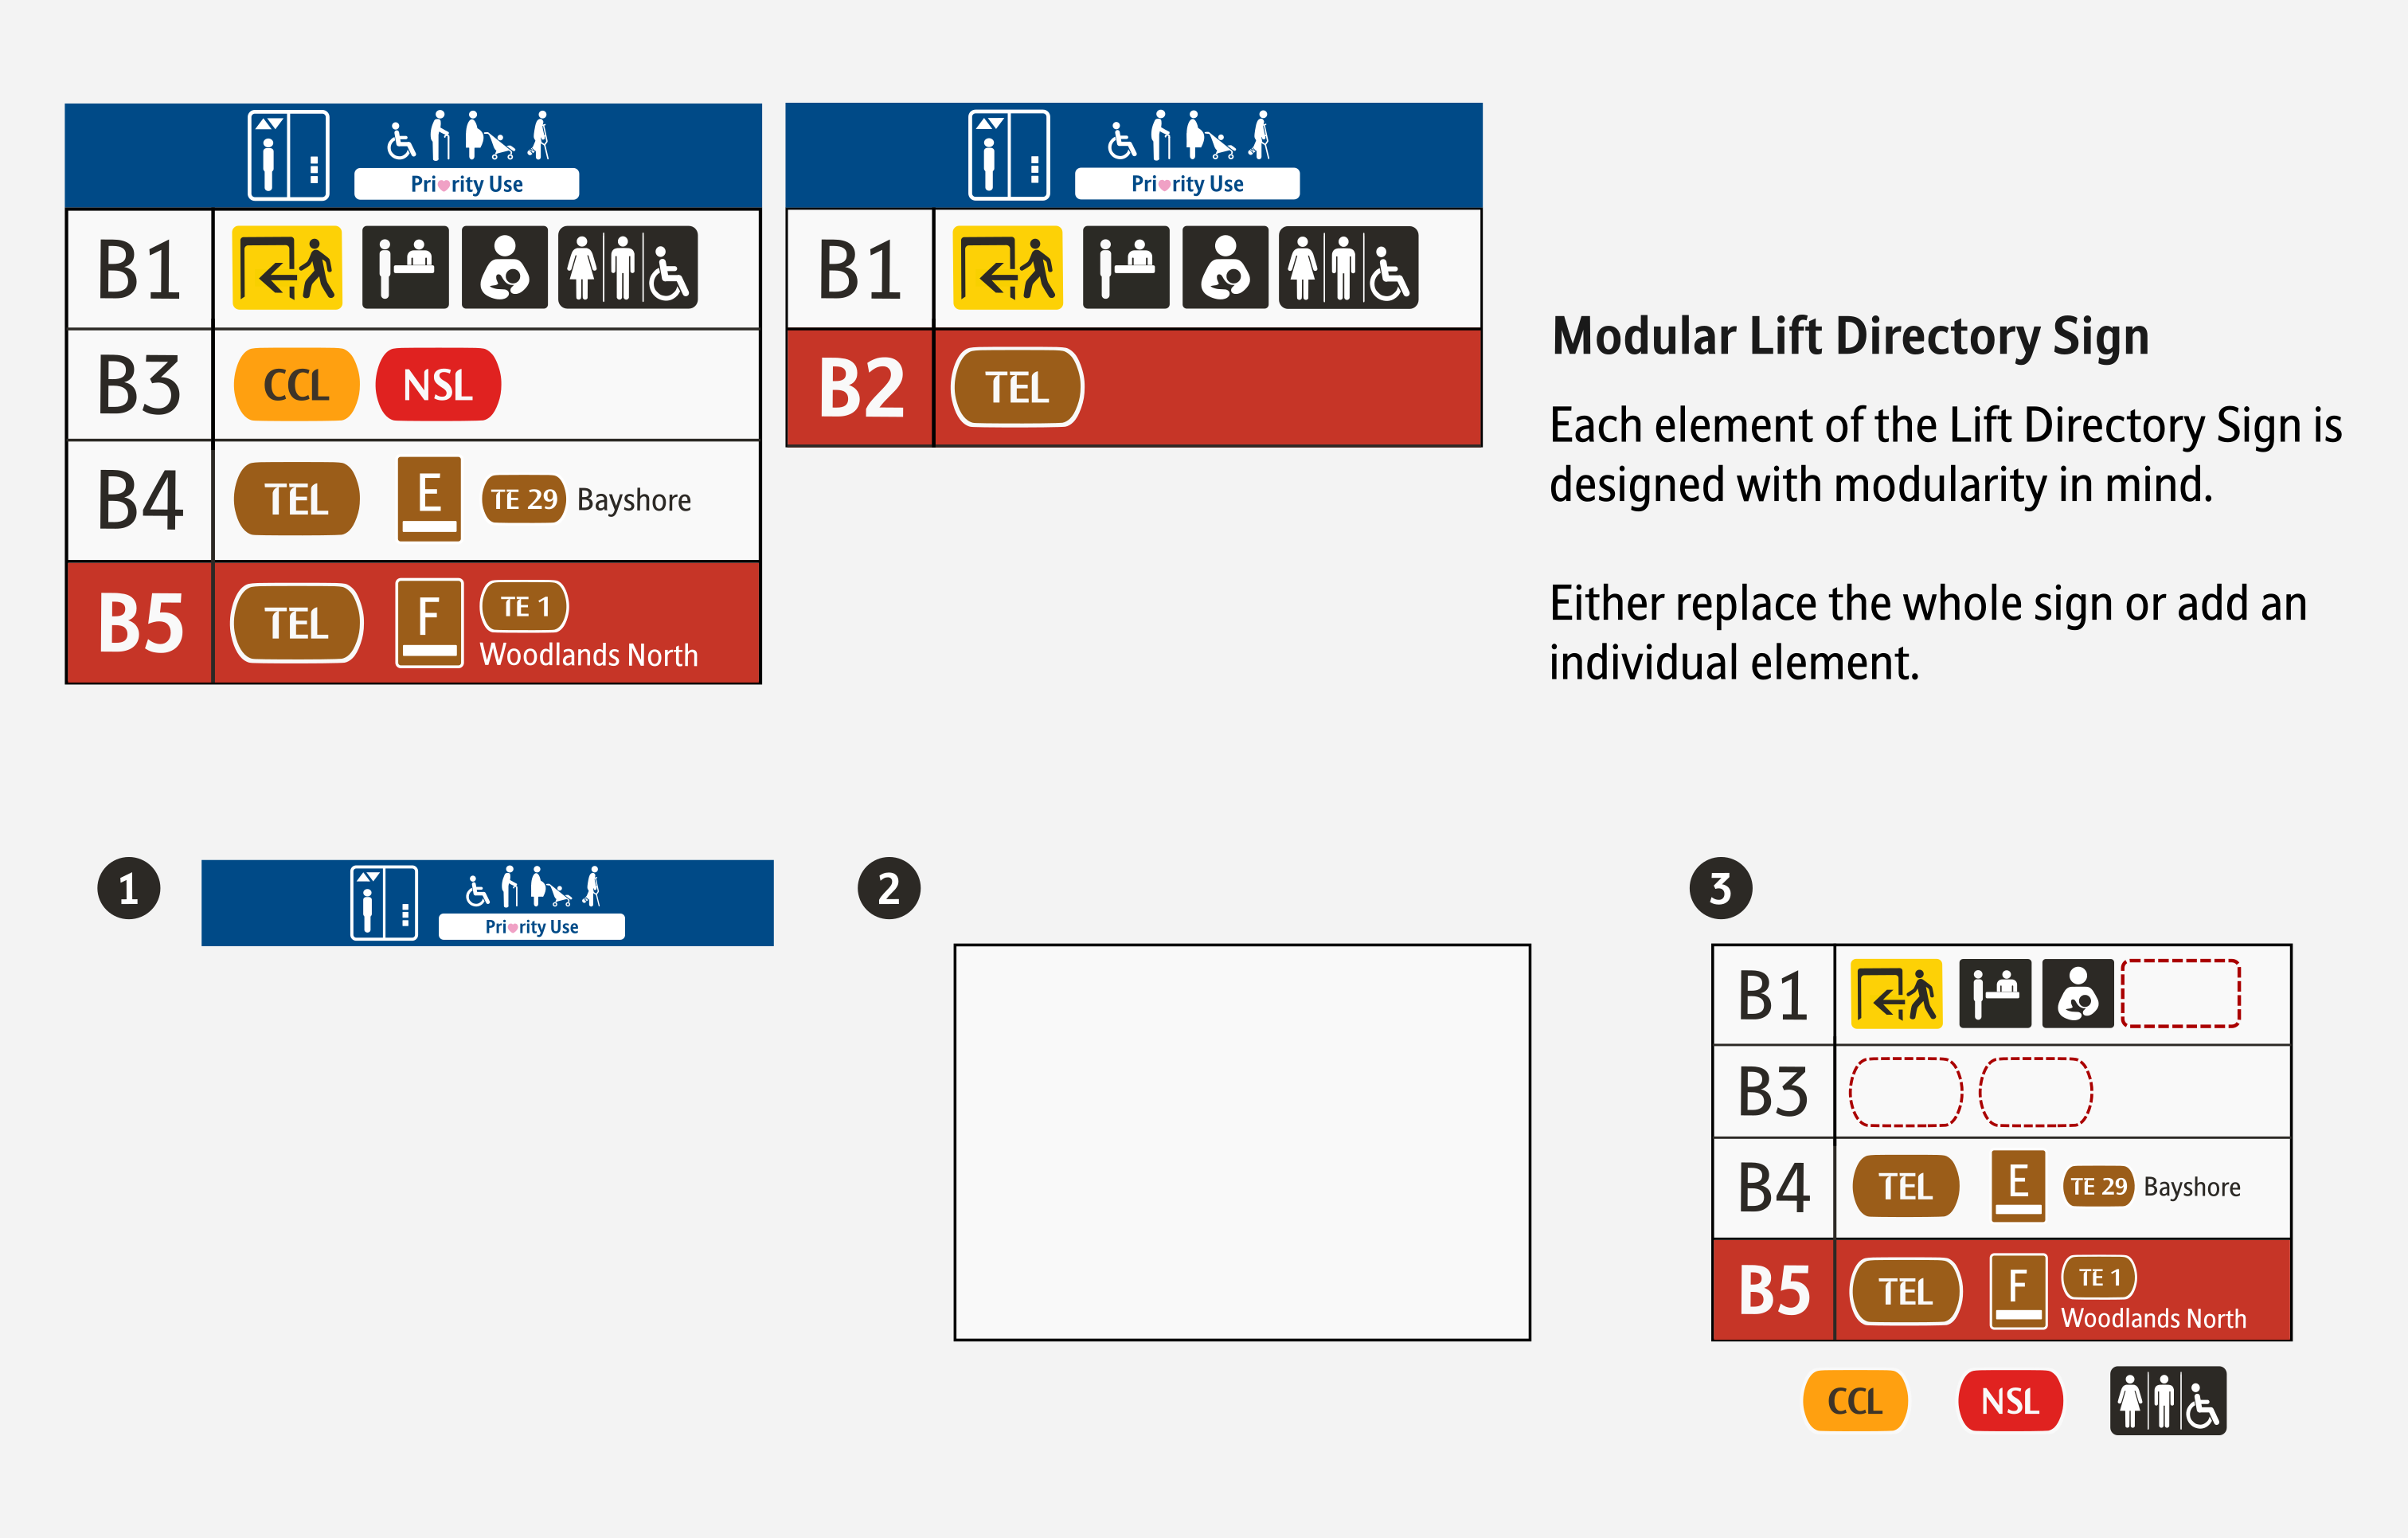 Priority Use
B1
B3 CCL NSL
B4 TEL E TE 29 Bayshore
B5 TEL F TE 1
Woodlands North
Priority Use
B1
B2 TEL
Modular Lift Directory Sign
Each element of the Lift Directory Sign is
designed with modularity in mind.
Either replace the whole sign or add an
individual element.
1
Priority Use
2
3
B1
B3
B4 TEL E TE 29 Bayshore
B5 TEL F TE 1
Woodlands North
CCL NSL